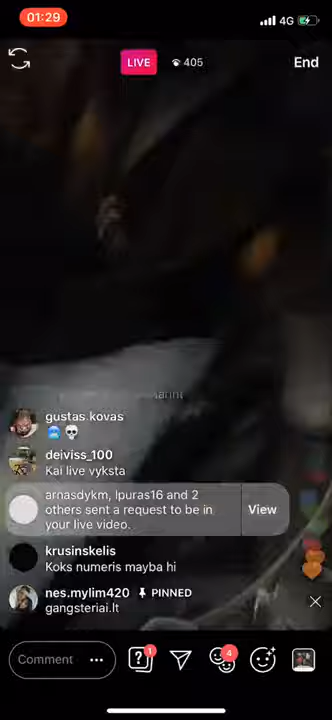 01:29
4G
LIVE
405
End
gustas.kovas
🥶💀
deiviss_100
Kai live vyksta
arnasdykm, lpuras16 and 2
others sent a request to be in
your live video.
View
krusinskelis
Koks numeris mayba hi
nes.mylim420 PINNED
gangsteriai.lt
Comment
1
4